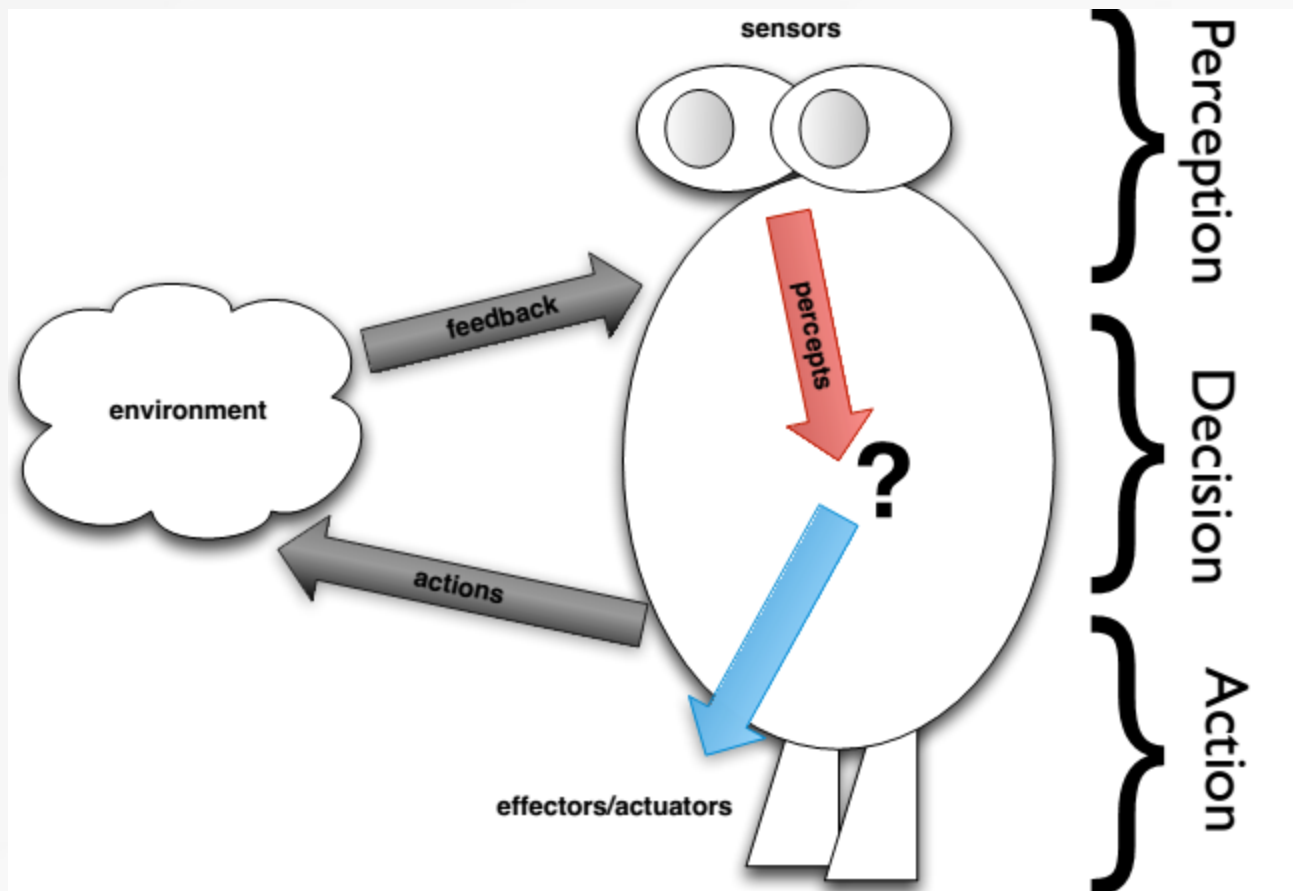 sensors
Perception
feedback
percepts
environment
?
Decision
actions
Action
effectors/actuators